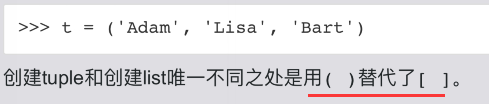 >>> t = ('Adam', 'Lisa', 'Bart')
创建tuple和创建list唯一不同之处是用( )替代了[ ]。